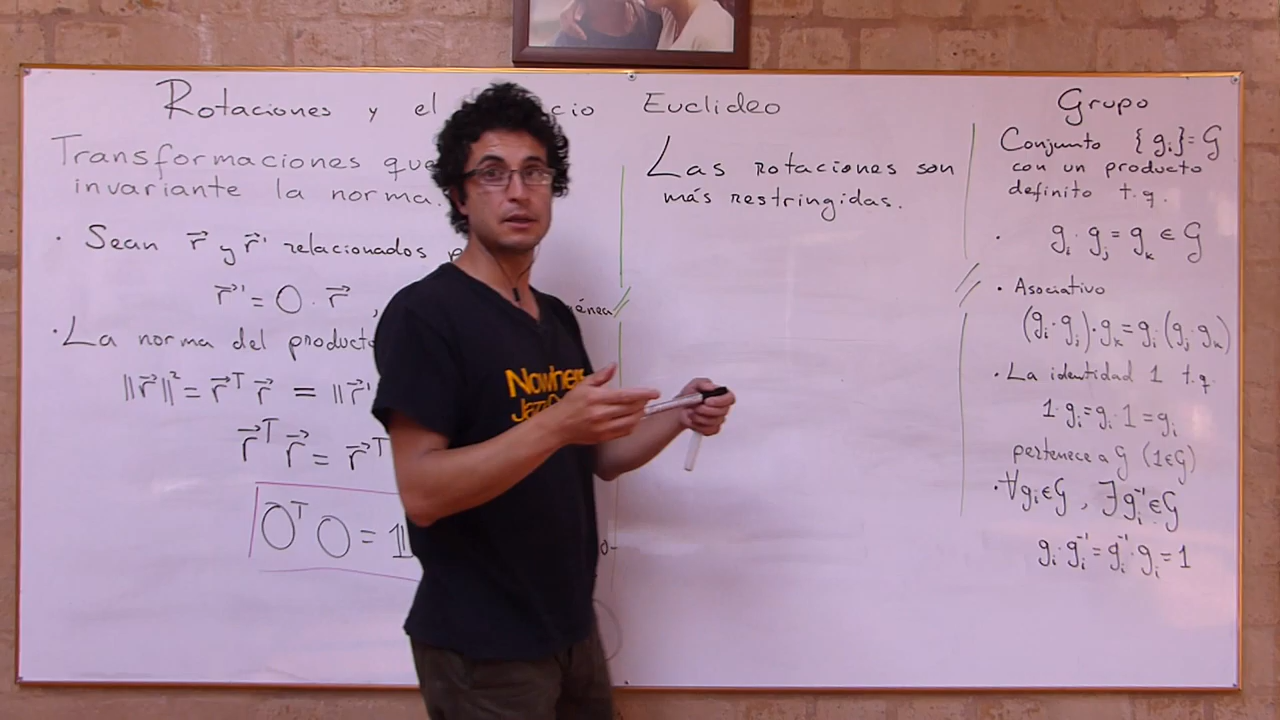 Rotaciones y el cio Euclideo
Transformaciones que
invariante la norma.
· Sean r⃗ y r⃗' relacionados
r⃗' = O · r⃗ ,
énea
· La norma del producto
||r⃗||² = r⃗ᵀ r⃗ = ||r⃗'
r⃗ᵀ r⃗ = r⃗ᵀ
OᵀO = 𝟙
Las rotaciones son
más restringidas.
Grupo
Conjunto {gᵢ}=G
con un producto
definito t.q.
· gᵢ · gⱼ = gₖ ∈ G
· Asociativo
(gᵢ·gⱼ)·gₖ = gᵢ(gⱼ·gₖ)
· La identidad 1 t.q.
1·gᵢ=gᵢ·1=gᵢ
pertenece a G (1∈G)
· ∀gᵢ∈G , ∃gᵢ⁻¹∈G
gᵢ·gᵢ⁻¹=gᵢ⁻¹·gᵢ=1
Nowhere
Jazz